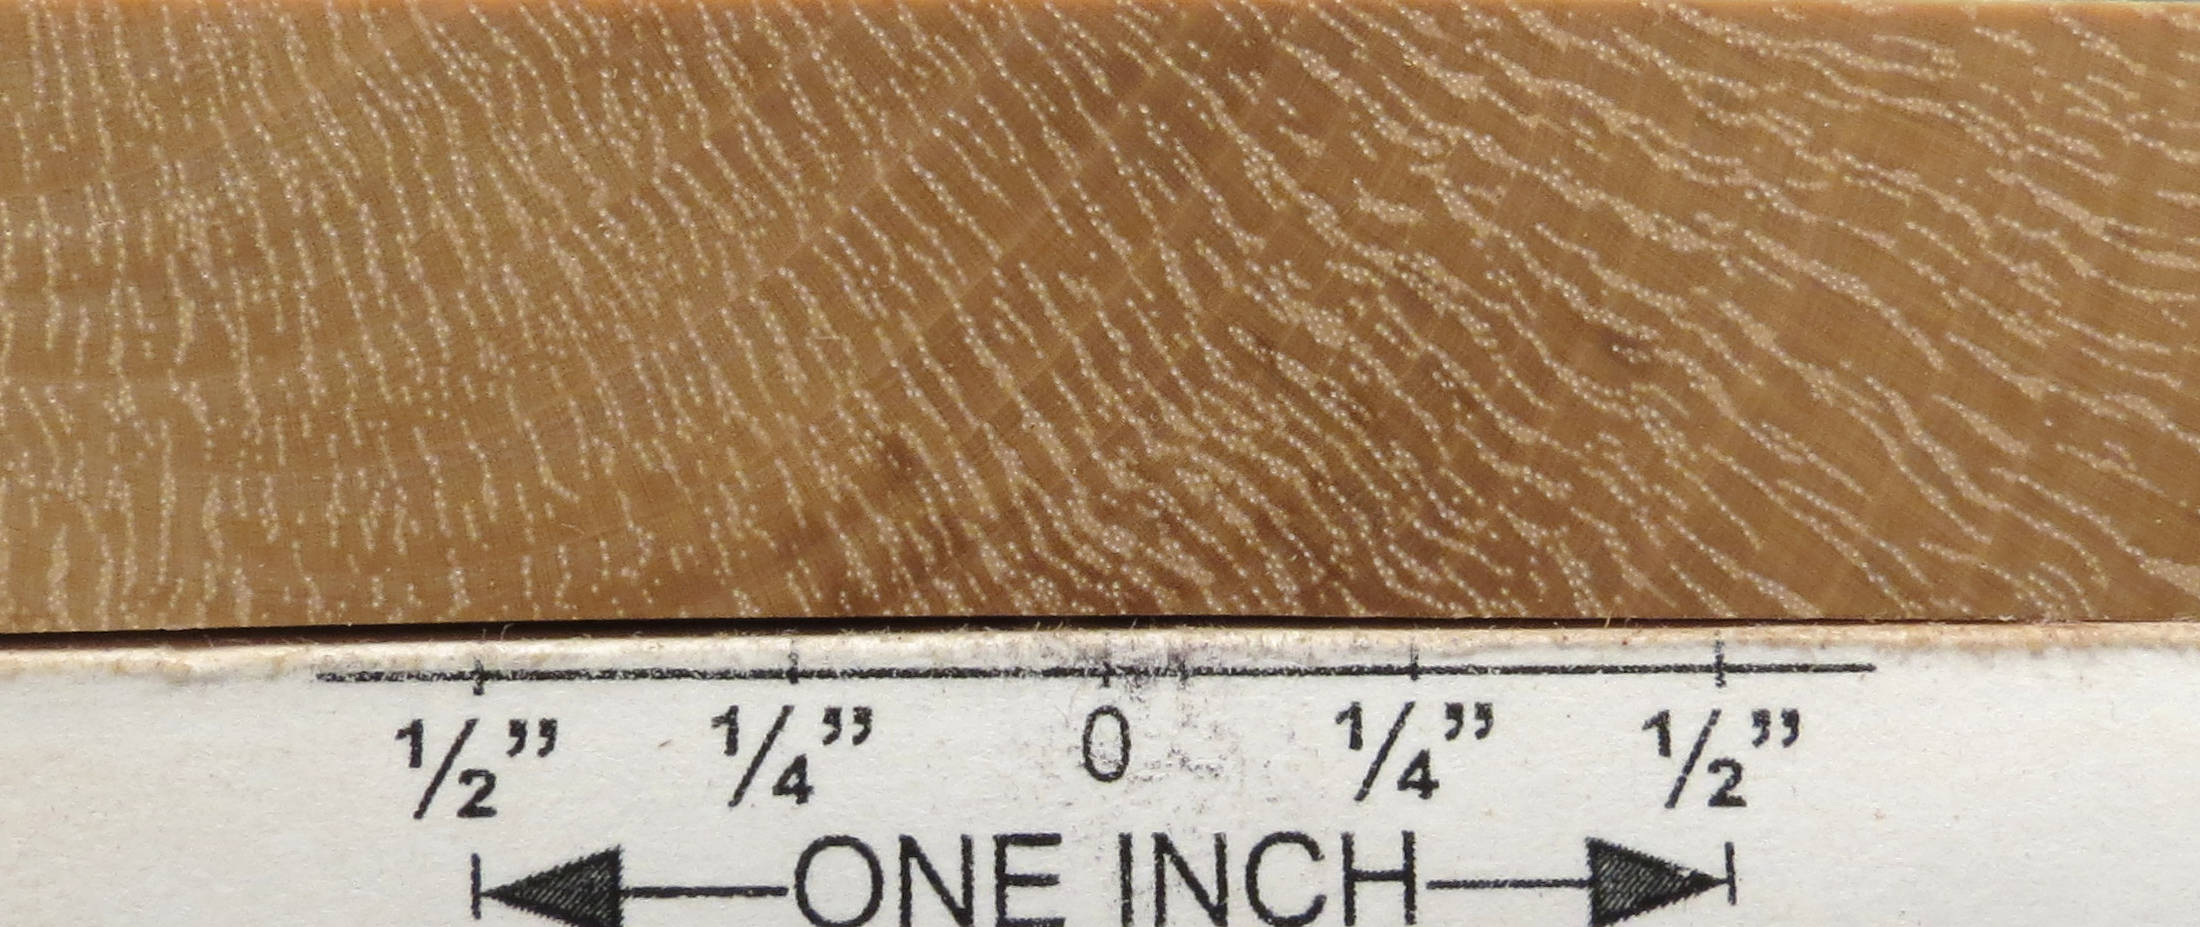 1/2” 1/4” 0 1/4” 1/2”
ONE INCH